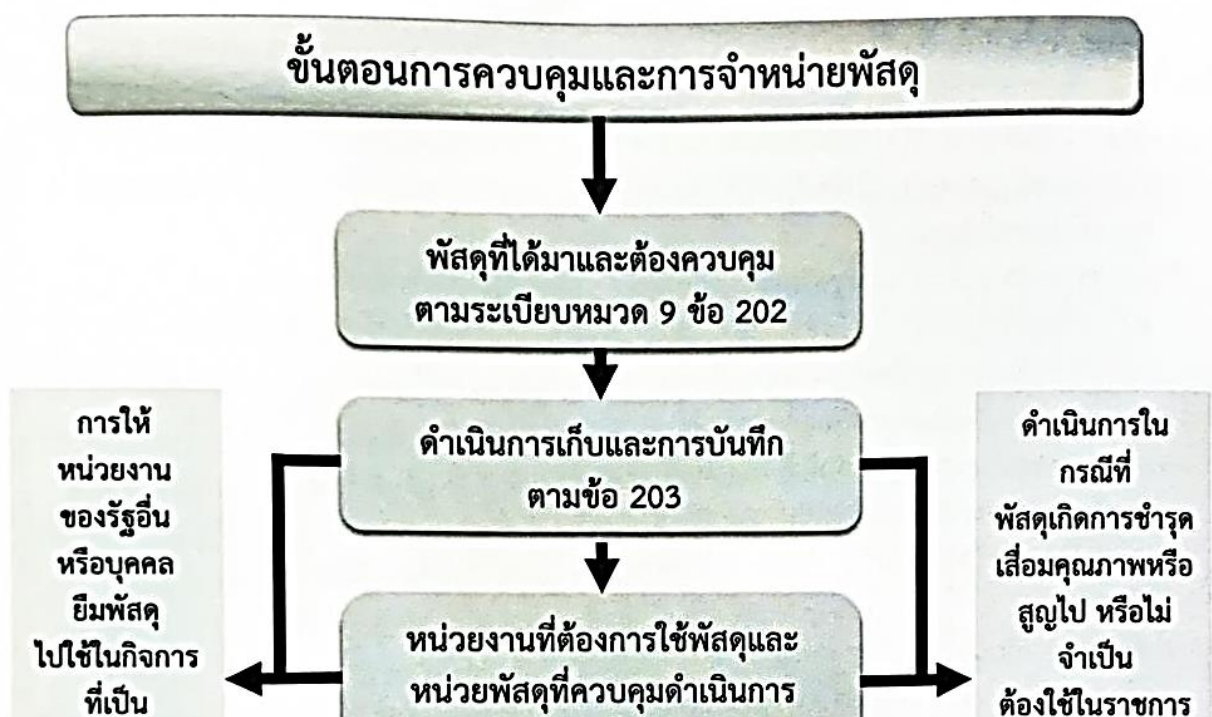 ขั้นตอนการควบคุมและการจำหน่ายพัสดุ
พัสดุที่ได้มาและต้องควบคุม
ตามระเบียบหมวด 9 ข้อ 202
ดำเนินการเก็บและการบันทึก
ตามข้อ 203
หน่วยงานที่ต้องการใช้พัสดุและ
หน่วยพัสดุที่ควบคุมดำเนินการ
การให้
หน่วยงาน
ของรัฐอื่น
หรือบุคคล
ยืมพัสดุ
ไปใช้ในกิจการ
ที่เป็น
ดำเนินการใน
กรณีที่
พัสดุเกิดการชำรุด
เสื่อมคุณภาพหรือ
สูญไป หรือไม่
จำเป็น
ต้องใช้ในราชการ